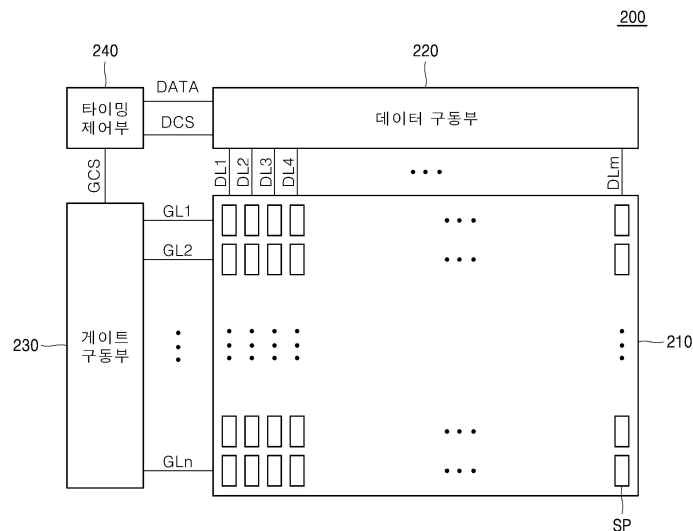 200
240
220
타이밍
제어부
DATA
DCS
데이터 구동부
GCS
DL1
DL2
DL3
DL4
DLm
GL1
GL2
230
게이트
구동부
210
GLn
SP